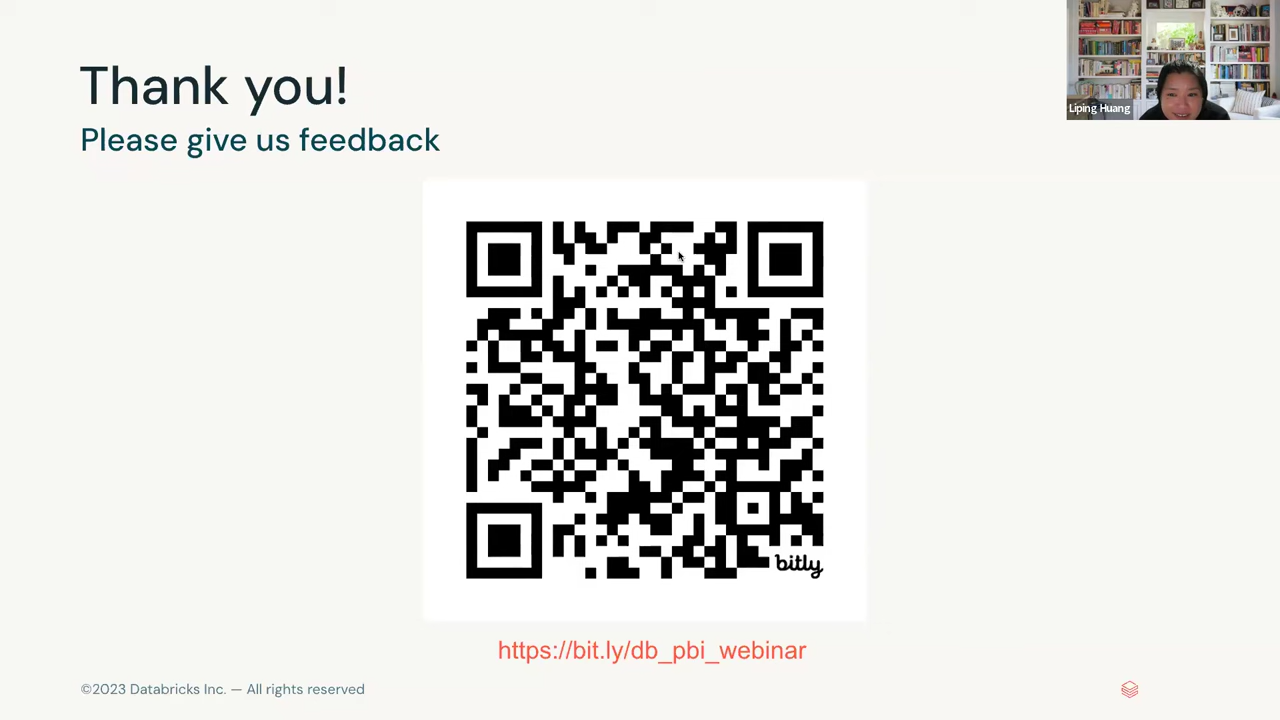 Thank you!
Please give us feedback
Liping Huang
bitly
https://bit.ly/db_pbi_webinar
©2023 Databricks Inc. — All rights reserved